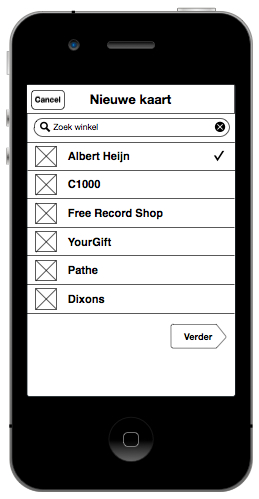 Cancel
Nieuwe kaart
Zoek winkel
Albert Heijn
C1000
Free Record Shop
YourGift
Pathe
Dixons
Verder